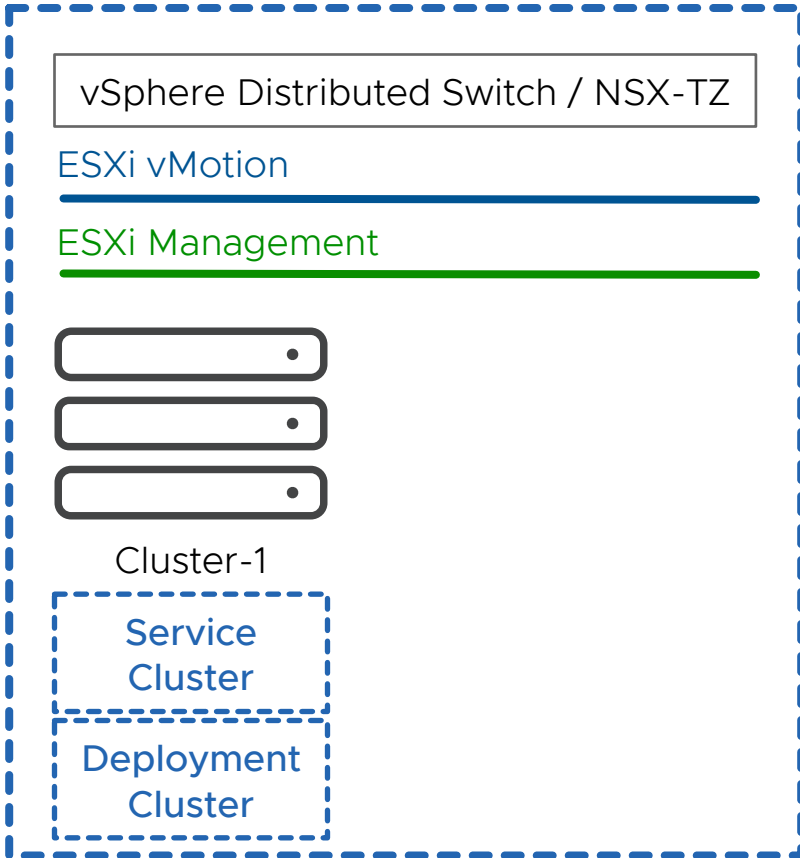 vSphere Distributed Switch / NSX-TZ
ESXi vMotion
ESXi Management
Cluster-1
Service
Cluster
Deployment
Cluster